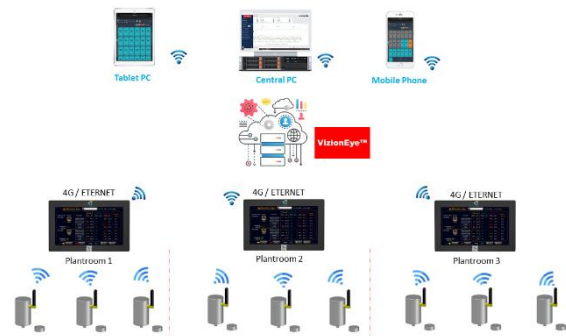 Tablet PC
Central PC
Mobile Phone
VizionEye™
4G / ETERNET
4G / ETERNET
4G / ETERNET
Plantroom 1
Plantroom 2
Plantroom 3